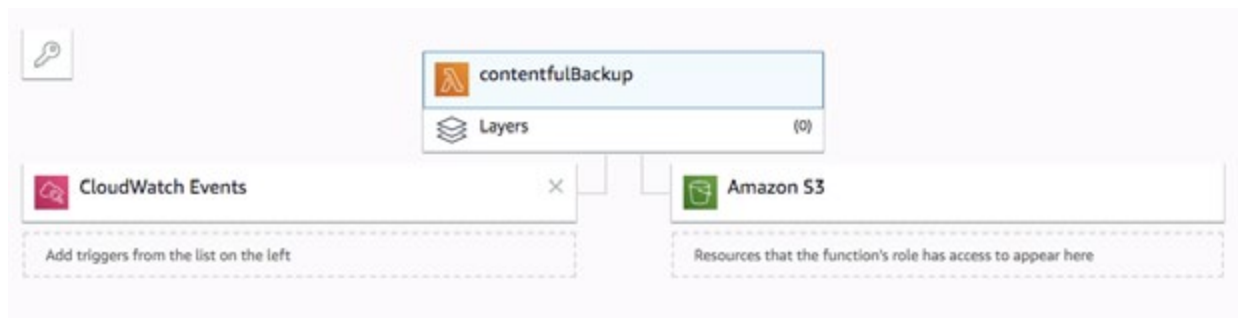 contentfulBackup
Layers (0)
CloudWatch Events
Amazon S3
Add triggers from the list on the left
Resources that the function's role has access to appear here